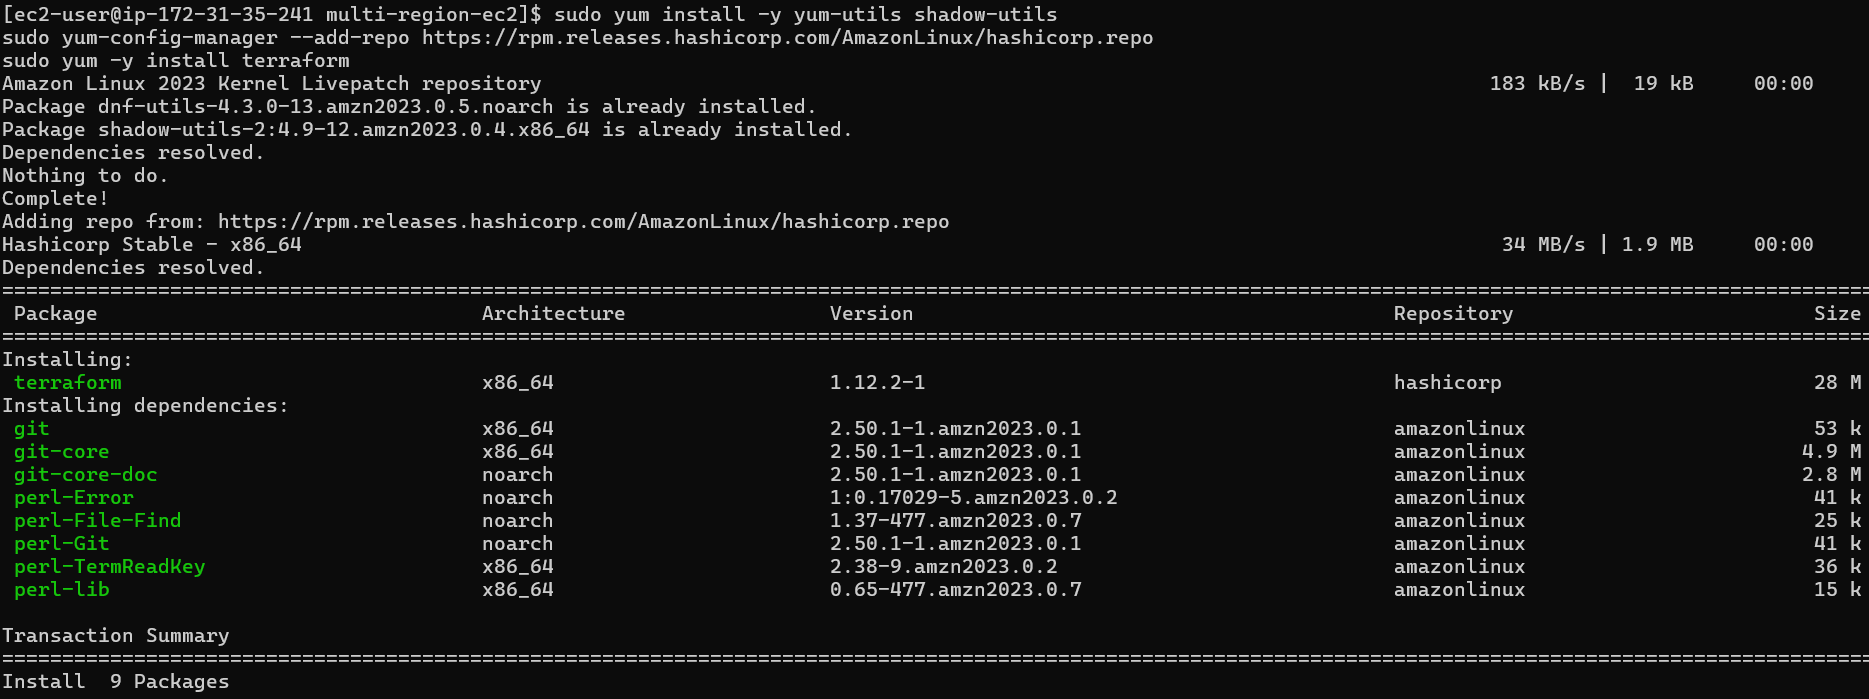 [ec2-user@ip-172-31-35-241 multi-region-ec2]$ sudo yum install -y yum-utils shadow-utils
sudo yum-config-manager --add-repo https://rpm.releases.hashicorp.com/AmazonLinux/hashicorp.repo
sudo yum -y install terraform
Amazon Linux 2023 Kernel Livepatch repository 183 kB/s | 19 kB 00:00
Package dnf-utils-4.3.0-13.amzn2023.0.5.noarch is already installed.
Package shadow-utils-2:4.9-12.amzn2023.0.4.x86_64 is already installed.
Dependencies resolved.
Nothing to do.
Complete!
Adding repo from: https://rpm.releases.hashicorp.com/AmazonLinux/hashicorp.repo
Hashicorp Stable - x86_64 34 MB/s | 1.9 MB 00:00
Dependencies resolved.
================================================================================
Package Architecture Version Repository Size
================================================================================
Installing:
terraform x86_64 1.12.2-1 hashicorp 28 M
Installing dependencies:
git x86_64 2.50.1-1.amzn2023.0.1 amazonlinux 53 k
git-core x86_64 2.50.1-1.amzn2023.0.1 amazonlinux 4.9 M
git-core-doc noarch 2.50.1-1.amzn2023.0.1 amazonlinux 2.8 M
perl-Error noarch 1:0.17029-5.amzn2023.0.2 amazonlinux 41 k
perl-File-Find noarch 1.37-477.amzn2023.0.7 amazonlinux 25 k
perl-Git noarch 2.50.1-1.amzn2023.0.1 amazonlinux 41 k
perl-TermReadKey x86_64 2.38-9.amzn2023.0.2 amazonlinux 36 k
perl-lib x86_64 0.65-477.amzn2023.0.7 amazonlinux 15 k
Transaction Summary
================================================================================
Install 9 Packages